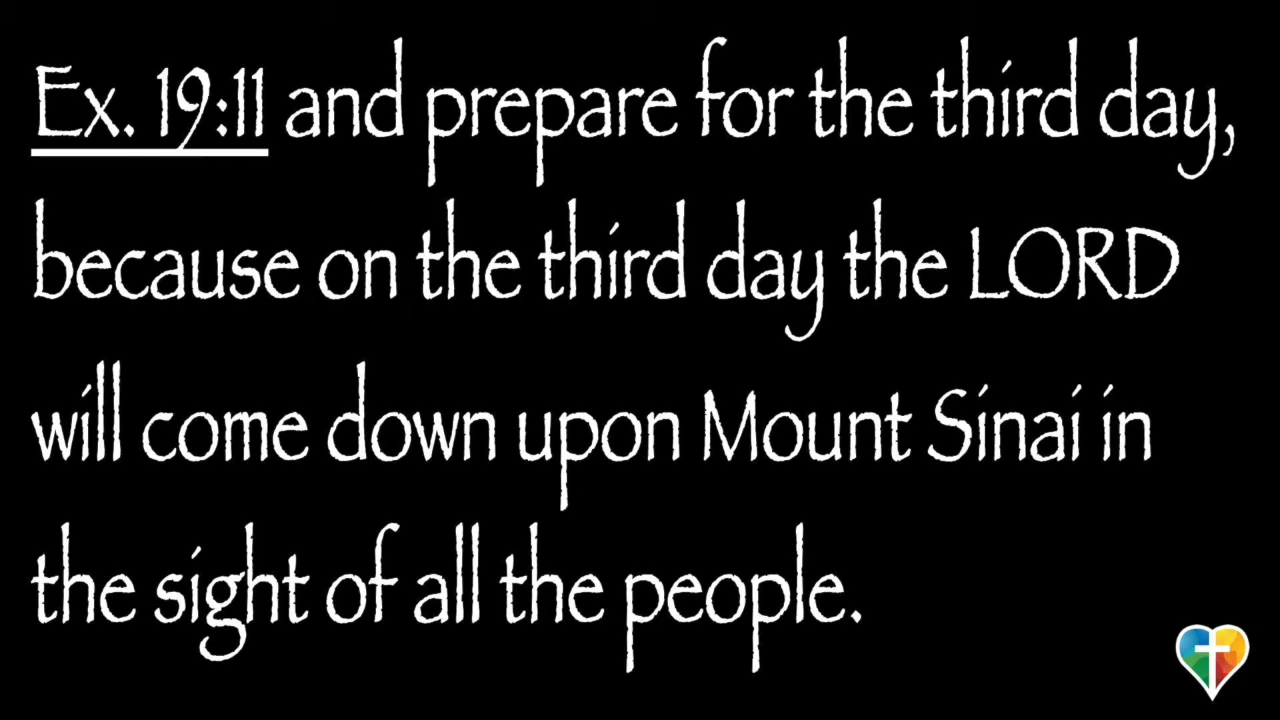 Ex. 19:11 and prepare for the third day,
because on the third day the LORD
will come down upon Mount Sinai in
the sight of all the people.